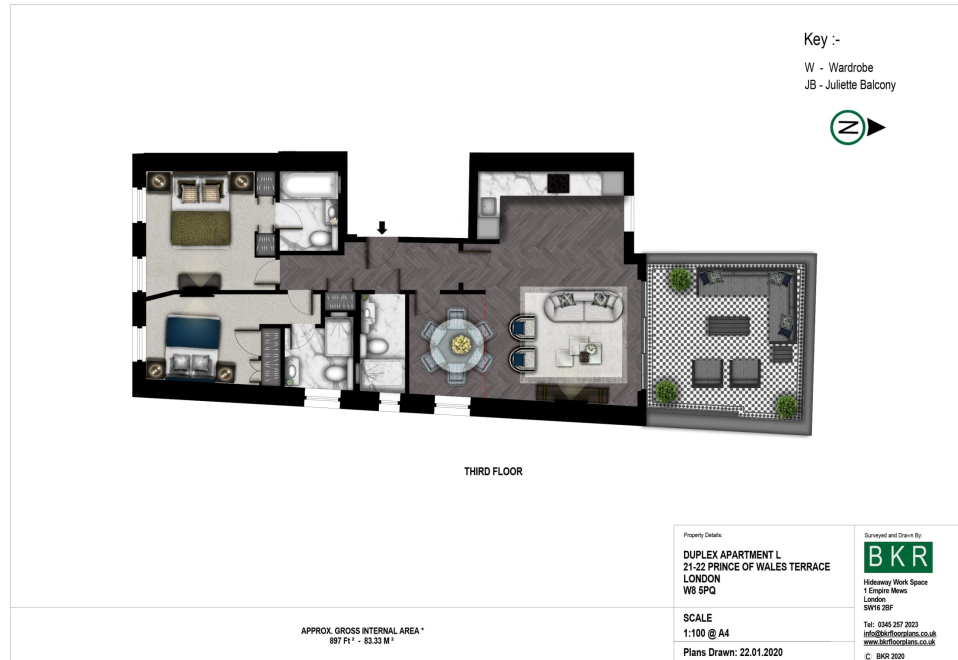 Key :-
W - Wardrobe
JB - Juliette Balcony
N
THIRD FLOOR
APPROX. GROSS INTERNAL AREA *
897 Ft ² - 83.33 M ²
Property Details:
DUPLEX APARTMENT L
21-22 PRINCE OF WALES TERRACE
LONDON
W8 5PQ
SCALE
1:100 @ A4
Plans Drawn: 22.01.2020
Surveyed and Drawn By:
BKR
Hideaway Work Space
1 Empire Mews
London
SW16 2BF
Tel: 0345 257 2023
info@bkrfloorplans.co.uk
www.bkrfloorplans.co.uk
© BKR 2020